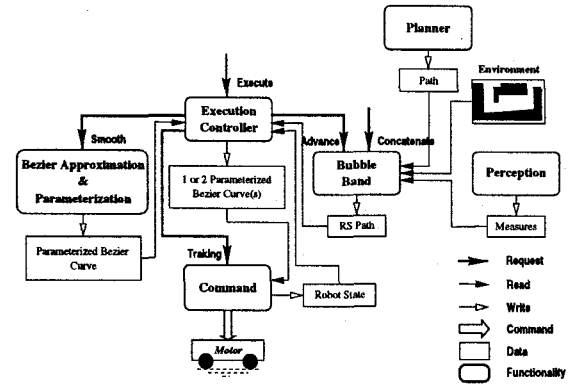 Planner
Path
Environment
Execute
Execution
Controller
Smooth
Advance
Concatenate
Bezier Approximation
&
Parameterization
1 or 2 Parameterized
Bezier Curve(s)
Bubble
Band
Perception
Parameterized Bezier
Curve
RS Path
Measures
Traking
Command
Robot State
Motor
Request
Read
Write
Command
Data
Functionality